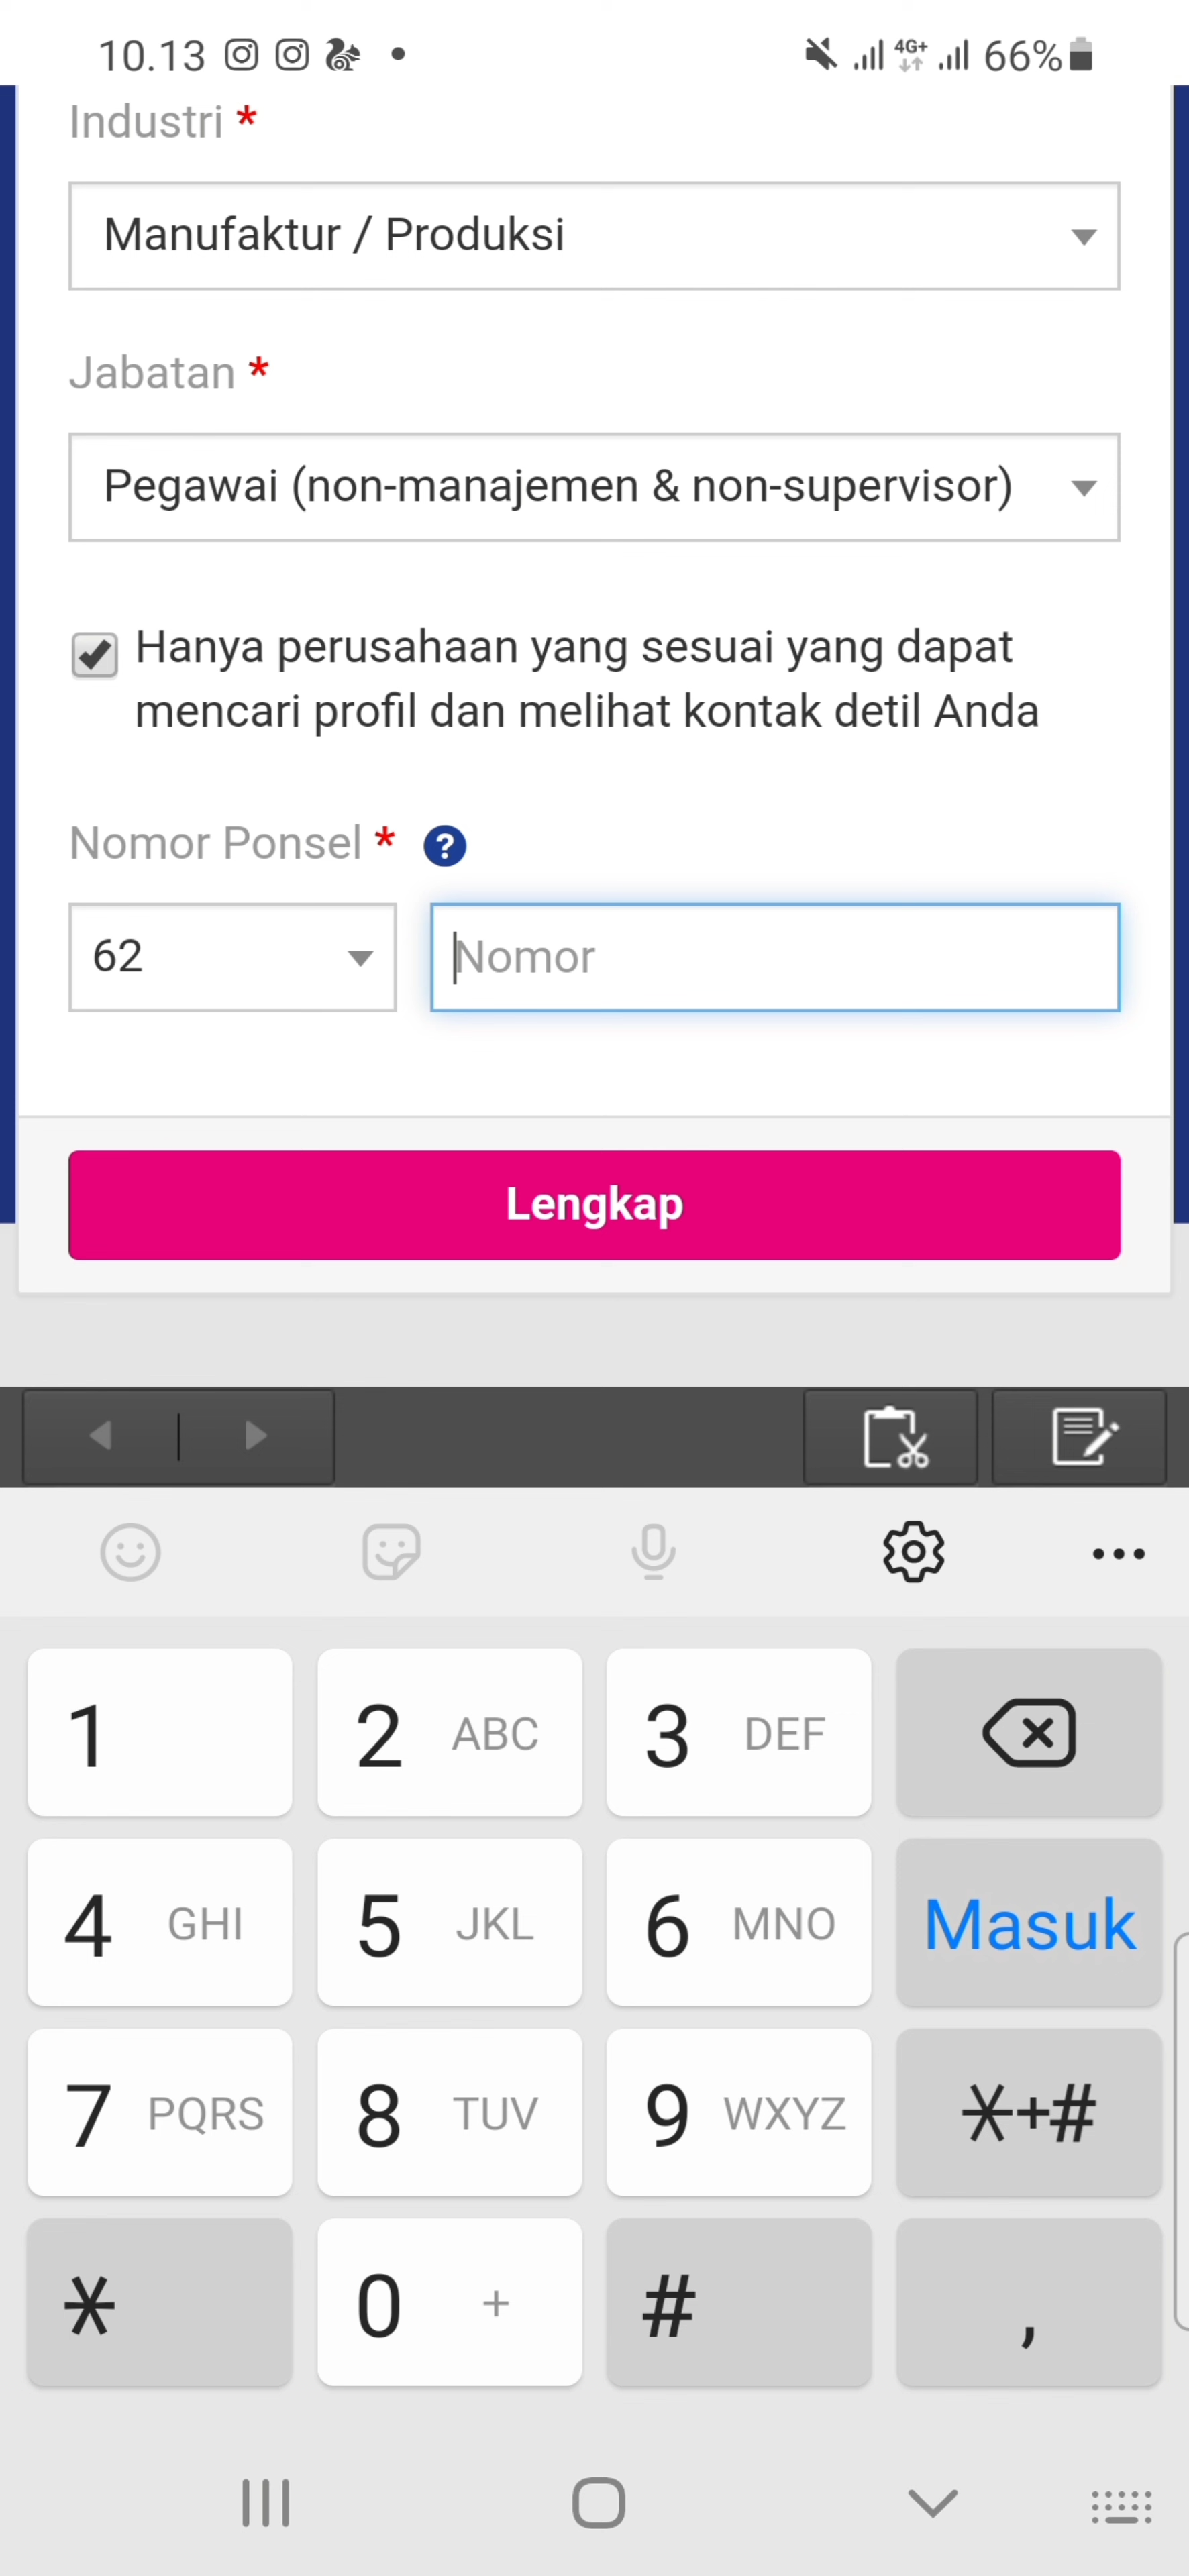 10.13 4G+ 66%
Industri *
Manufaktur / Produksi
Jabatan *
Pegawai (non-manajemen & non-supervisor)
Hanya perusahaan yang sesuai yang dapat
mencari profil dan melihat kontak detil Anda
Nomor Ponsel * ?
62 Nomor
Lengkap
1 2 ABC 3 DEF
4 GHI 5 JKL 6 MNO Masuk
7 PQRS 8 TUV 9 WXYZ *+#
* 0 + # ,